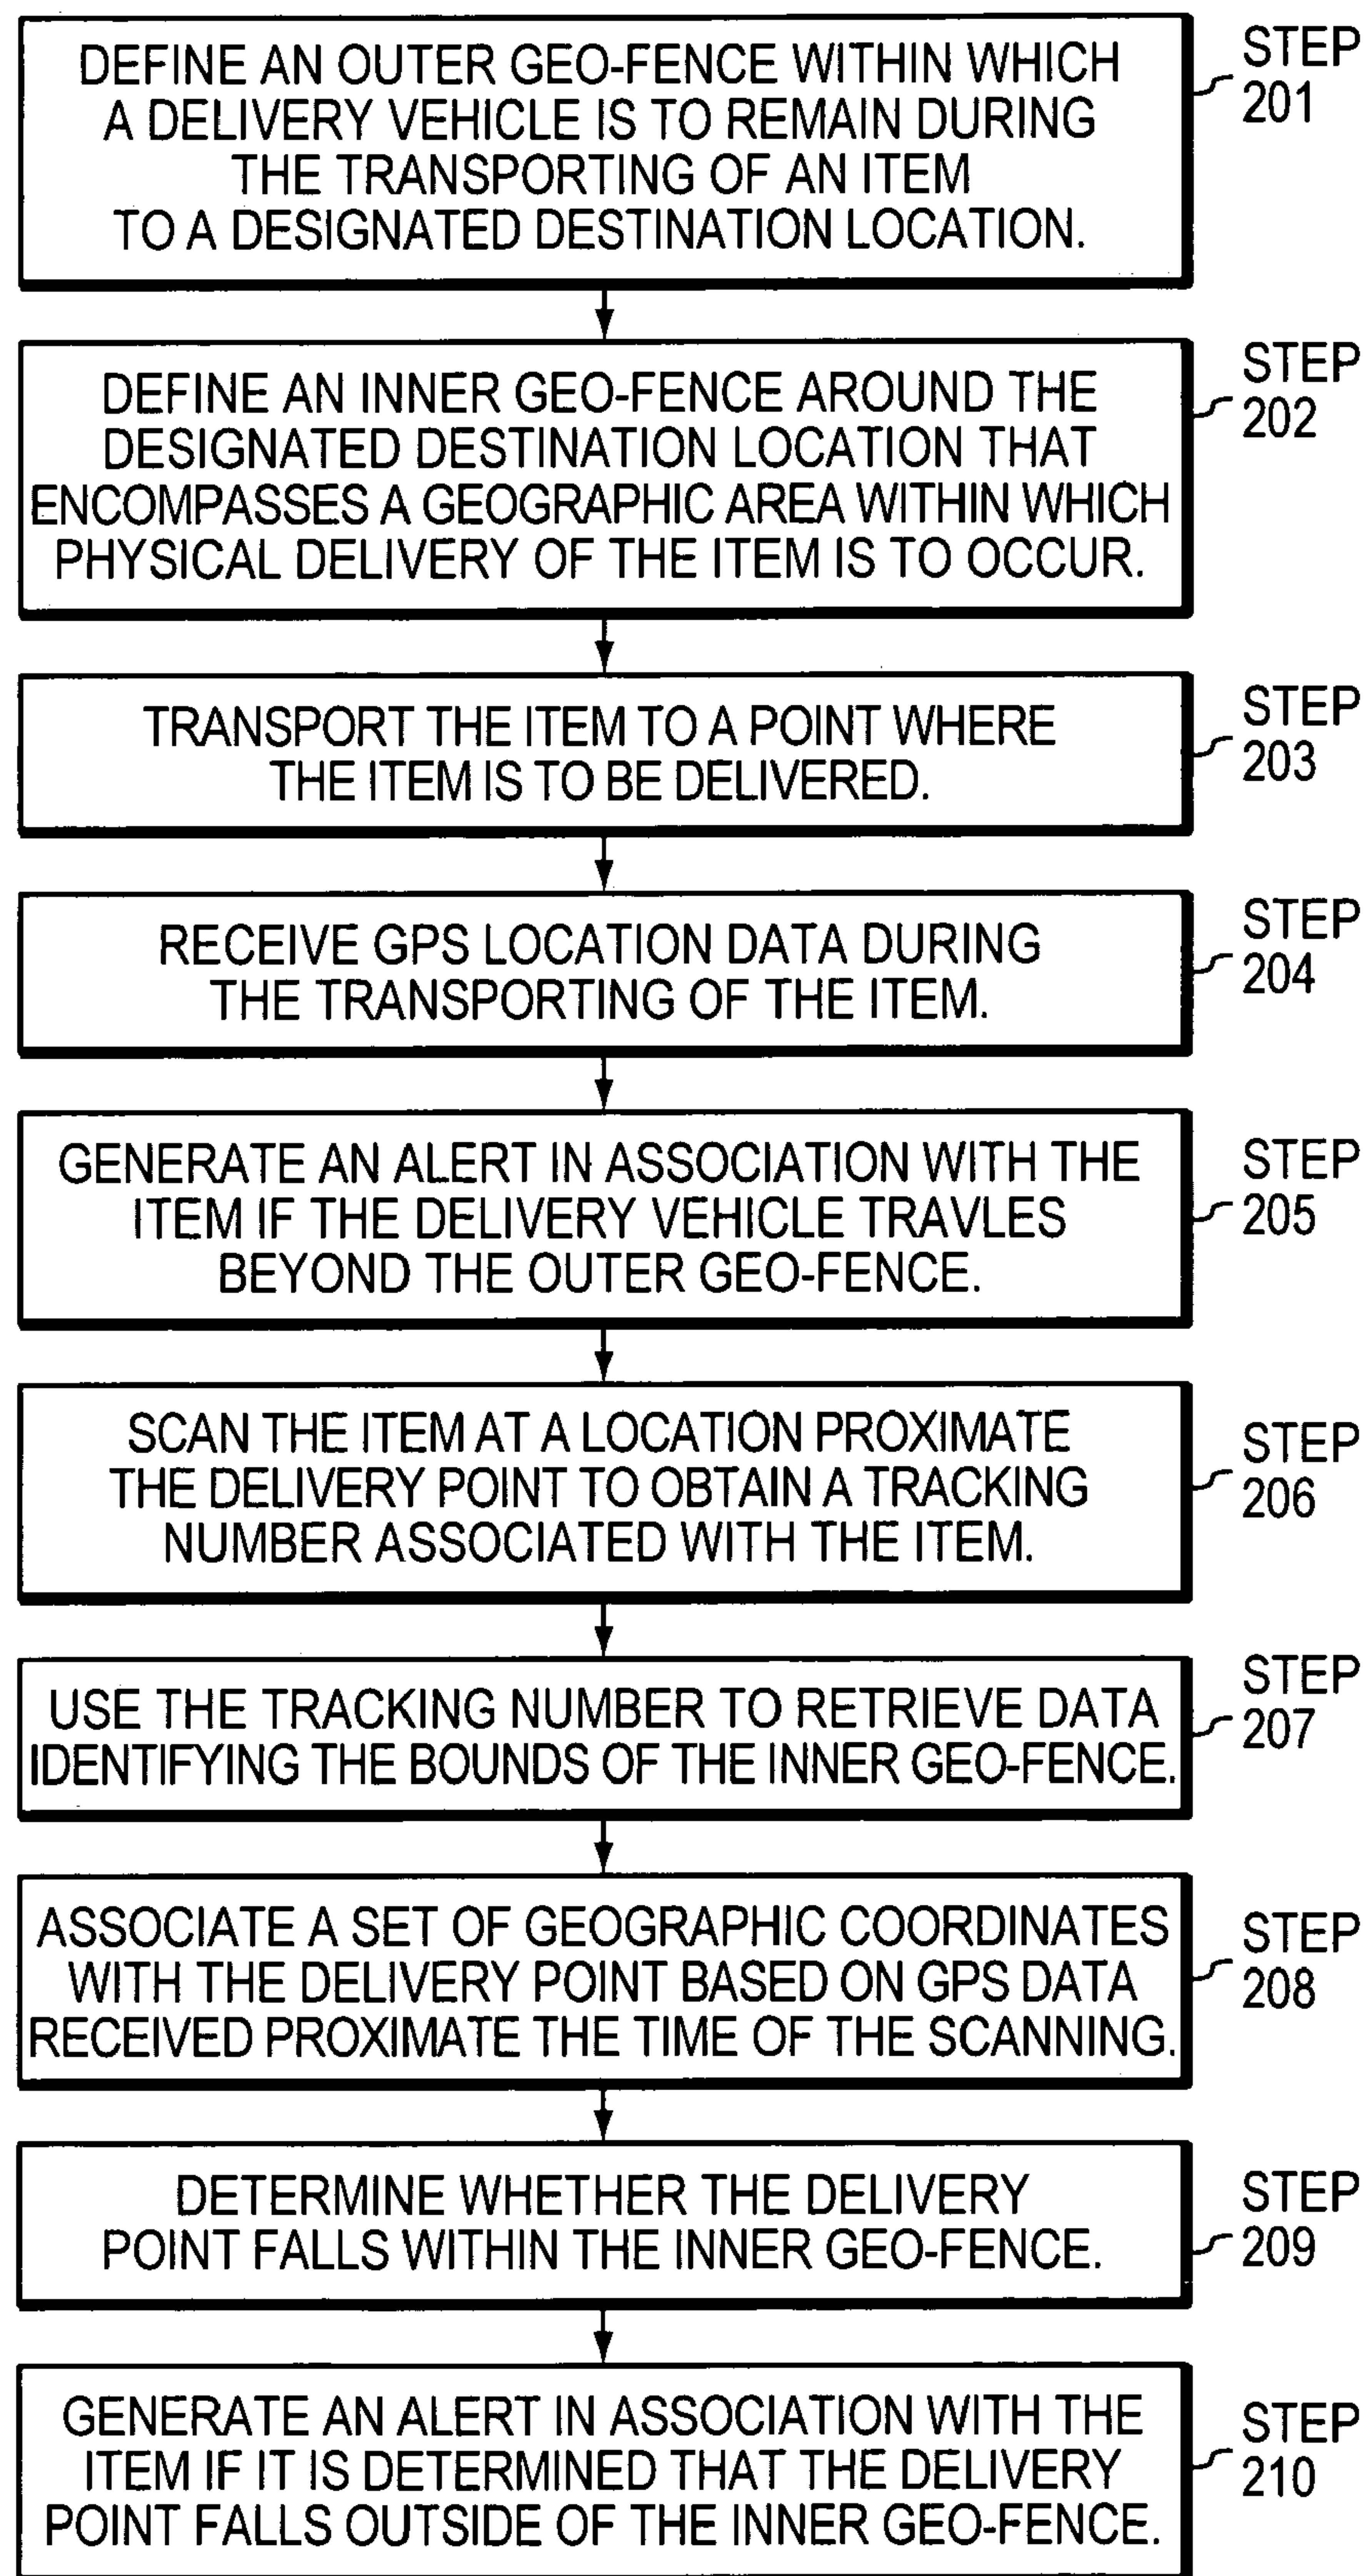 DEFINE AN OUTER GEO-FENCE WITHIN WHICH
A DELIVERY VEHICLE IS TO REMAIN DURING
THE TRANSPORTING OF AN ITEM
TO A DESIGNATED DESTINATION LOCATION.
STEP
201
DEFINE AN INNER GEO-FENCE AROUND THE
DESIGNATED DESTINATION LOCATION THAT
ENCOMPASSES A GEOGRAPHIC AREA WITHIN WHICH
PHYSICAL DELIVERY OF THE ITEM IS TO OCCUR.
STEP
202
TRANSPORT THE ITEM TO A POINT WHERE
THE ITEM IS TO BE DELIVERED.
STEP
203
RECEIVE GPS LOCATION DATA DURING
THE TRANSPORTING OF THE ITEM.
STEP
204
GENERATE AN ALERT IN ASSOCIATION WITH THE
ITEM IF THE DELIVERY VEHICLE TRAVLES
BEYOND THE OUTER GEO-FENCE.
STEP
205
SCAN THE ITEM AT A LOCATION PROXIMATE
THE DELIVERY POINT TO OBTAIN A TRACKING
NUMBER ASSOCIATED WITH THE ITEM.
STEP
206
USE THE TRACKING NUMBER TO RETRIEVE DATA
IDENTIFYING THE BOUNDS OF THE INNER GEO-FENCE.
STEP
207
ASSOCIATE A SET OF GEOGRAPHIC COORDINATES
WITH THE DELIVERY POINT BASED ON GPS DATA
RECEIVED PROXIMATE THE TIME OF THE SCANNING.
STEP
208
DETERMINE WHETHER THE DELIVERY
POINT FALLS WITHIN THE INNER GEO-FENCE.
STEP
209
GENERATE AN ALERT IN ASSOCIATION WITH THE
ITEM IF IT IS DETERMINED THAT THE DELIVERY
POINT FALLS OUTSIDE OF THE INNER GEO-FENCE.
STEP
210